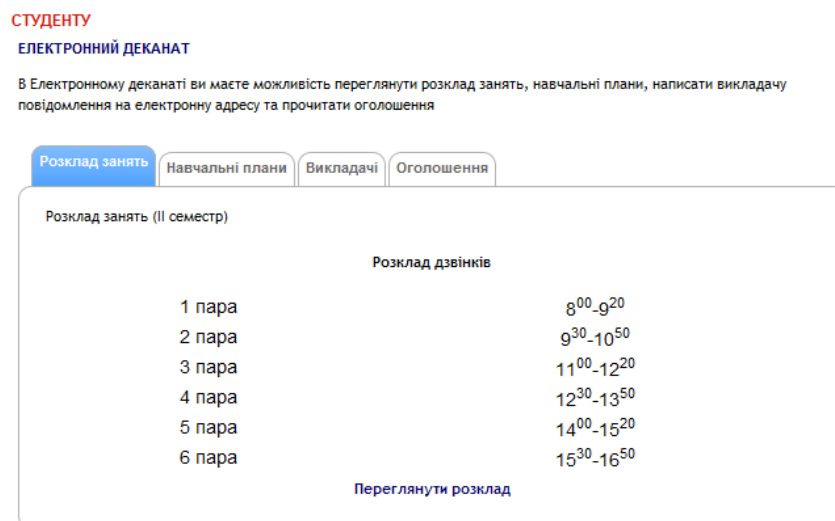 СТУДЕНТУ
ЕЛЕКТРОННИЙ ДЕКАНАТ
В Електронному деканаті ви маєте можливість переглянути розклад занять, навчальні плани, написати викладачу
повідомлення на електронну адресу та прочитати оголошення
Розклад занять Навчальні плани Викладачі Оголошення
Розклад занять (ІІ семестр)
Розклад дзвінків
1 пара 8⁰⁰-9²⁰
2 пара 9³⁰-10⁵⁰
3 пара 11⁰⁰-12²⁰
4 пара 12³⁰-13⁵⁰
5 пара 14⁰⁰-15²⁰
6 пара 15³⁰-16⁵⁰
Переглянути розклад